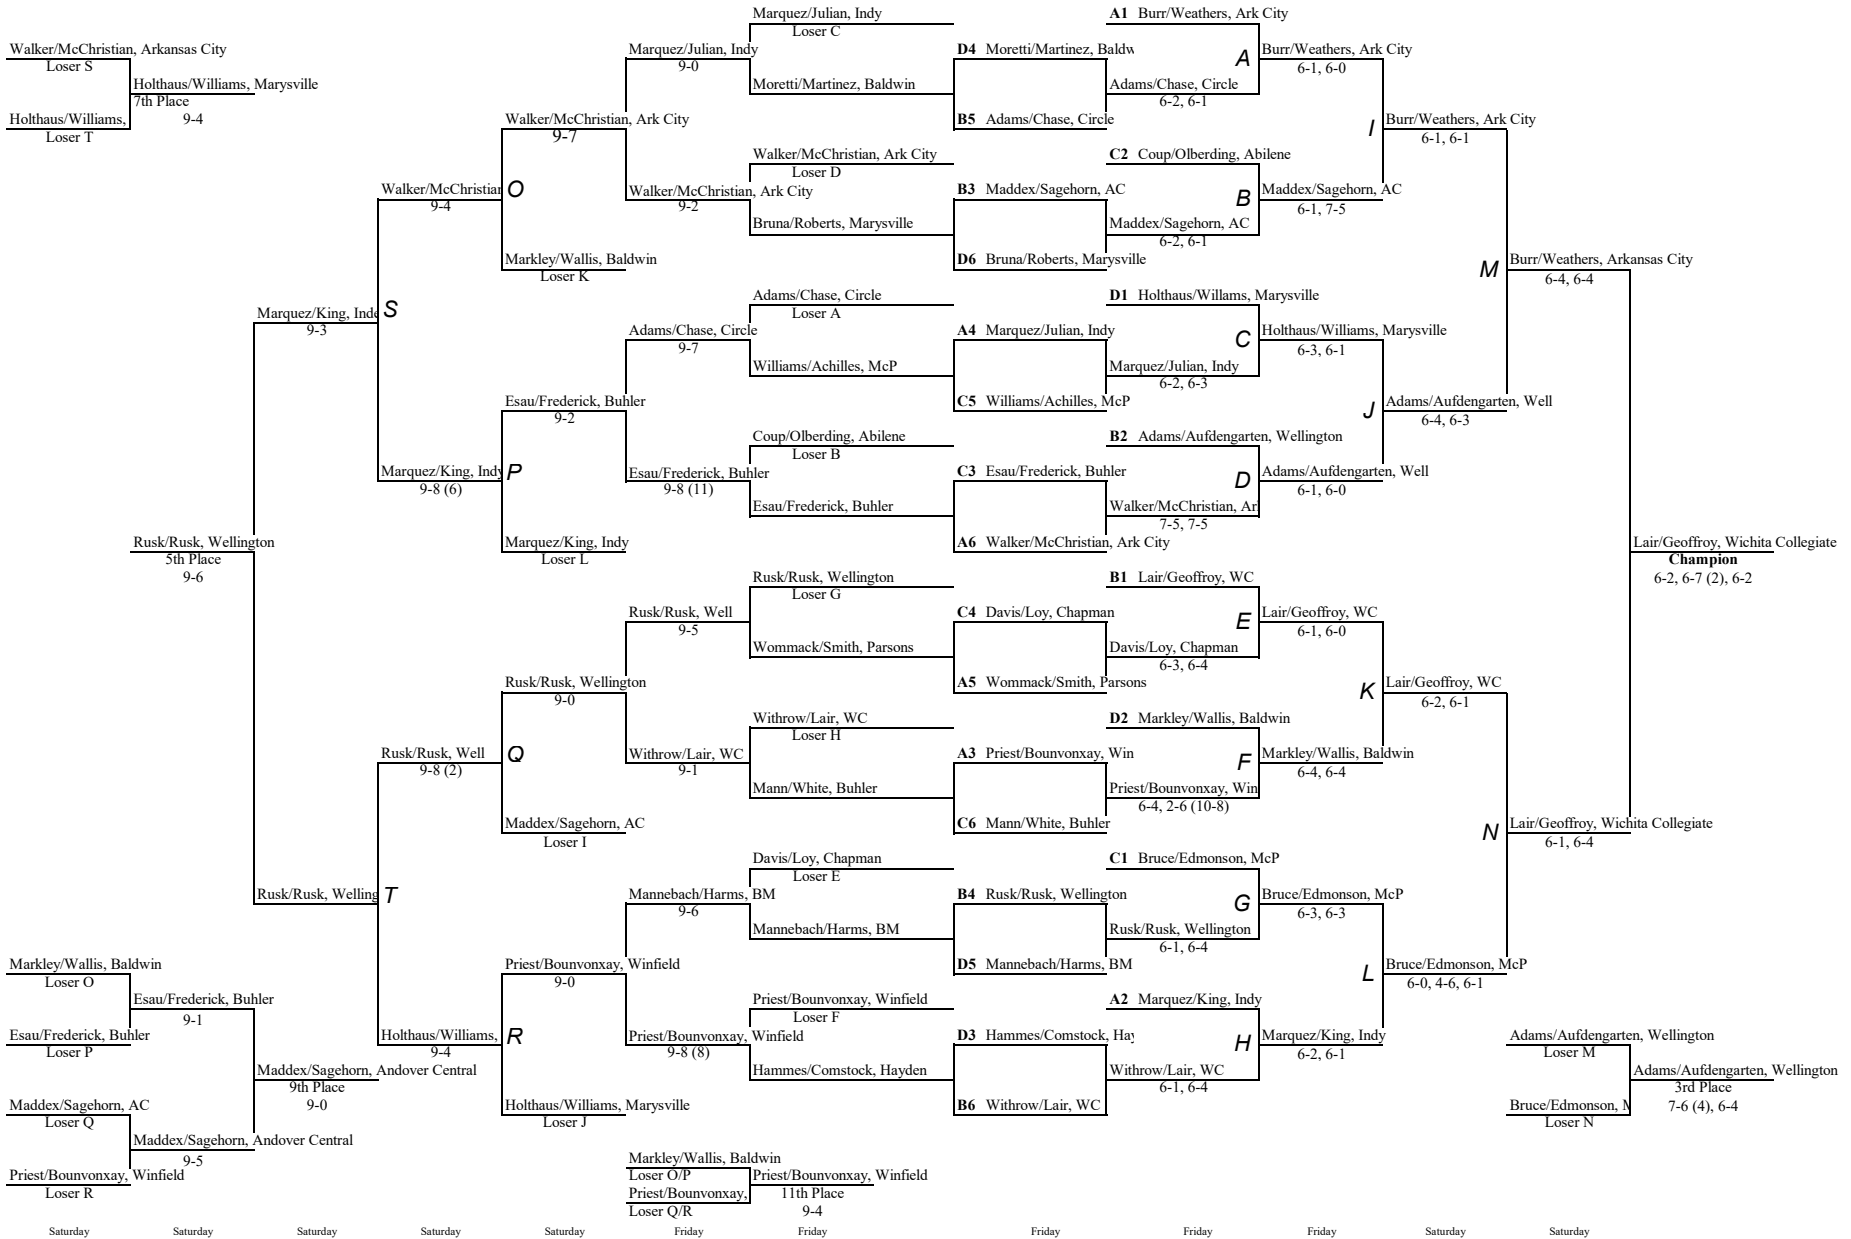 Marquez/Julian, Indy
A1 Burr/Weathers, Ark City
Loser C
Walker/McChristian, Arkansas City
Marquez/Julian, Indy
D4 Moretti/Martinez, Baldw
A
Burr/Weathers, Ark City
Loser S
9-0
6-1, 6-0
Holthaus/Williams, Marysville
Moretti/Martinez, Baldwin
Adams/Chase, Circle
7th Place
6-2, 6-1
Holthaus/Williams,
9-4
Walker/McChristian, Ark City
B5 Adams/Chase, Circle
I
Burr/Weathers, Ark City
Loser T
9-7
6-1, 6-1
Walker/McChristian, Ark City
C2 Coup/Olberding, Abilene
Loser D
Walker/McChristian
O
Walker/McChristian, Ark City
B3 Maddex/Sagehorn, AC
B
Maddex/Sagehorn, AC
9-4
9-2
6-1, 7-5
Bruna/Roberts, Marysville
Maddex/Sagehorn, AC
6-2, 6-1
Markley/Wallis, Baldwin
D6 Bruna/Roberts, Marysville
M
Burr/Weathers, Arkansas City
Loser K
6-4, 6-4
Adams/Chase, Circle
D1 Holthaus/Willams, Marysville
Marquez/King, Inde
S
Loser A
9-3
Adams/Chase, Circle
A4 Marquez/Julian, Indy
C
Holthaus/Williams, Marysville
9-7
6-3, 6-1
Williams/Achilles, McP
Marquez/Julian, Indy
6-2, 6-3
Esau/Frederick, Buhler
C5 Williams/Achilles, McP
J
Adams/Aufdengarten, Well
9-2
6-4, 6-3
Coup/Olberding, Abilene
B2 Adams/Aufdengarten, Wellington
Loser B
Marquez/King, Indy
P
Esau/Frederick, Buhler
C3 Esau/Frederick, Buhler
D
Adams/Aufdengarten, Well
9-8 (6)
9-8 (11)
6-1, 6-0
Esau/Frederick, Buhler
Walker/McChristian, Ar
7-5, 7-5
Rusk/Rusk, Wellington
Marquez/King, Indy
A6 Walker/McChristian, Ark City
Lair/Geoffroy, Wichita Collegiate
5th Place
Loser L
Champion
9-6
6-2, 6-7 (2), 6-2
Rusk/Rusk, Wellington
B1 Lair/Geoffroy, WC
Loser G
Rusk/Rusk, Well
C4 Davis/Loy, Chapman
E
Lair/Geoffroy, WC
9-5
6-1, 6-0
Wommack/Smith, Parsons
Davis/Loy, Chapman
6-3, 6-4
Rusk/Rusk, Wellington
A5 Wommack/Smith, Parsons
K
Lair/Geoffroy, WC
9-0
6-2, 6-1
Withrow/Lair, WC
D2 Markley/Wallis, Baldwin
Loser H
Rusk/Rusk, Well
Q
Withrow/Lair, WC
A3 Priest/Bounvonxay, Win
F
Markley/Wallis, Baldwin
9-8 (2)
9-1
6-4, 6-4
Mann/White, Buhler
Priest/Bounvonxay, Win
6-4, 2-6 (10-8)
Maddex/Sagehorn, AC
C6 Mann/White, Buhler
N
Lair/Geoffroy, Wichita Collegiate
Loser I
6-1, 6-4
Davis/Loy, Chapman
C1 Bruce/Edmonson, McP
Loser E
Rusk/Rusk, Welling
T
Mannebach/Harms, BM
B4 Rusk/Rusk, Wellington
G
Bruce/Edmonson, McP
9-6
6-3, 6-3
Mannebach/Harms, BM
Rusk/Rusk, Wellington
6-1, 6-4
Markley/Wallis, Baldwin
Priest/Bounvonxay, Winfield
D5 Mannebach/Harms, BM
L
Bruce/Edmonson, McP
Loser O
9-0
6-0, 4-6, 6-1
Esau/Frederick, Buhler
Priest/Bounvonxay, Winfield
A2 Marquez/King, Indy
9-1
Loser F
Esau/Frederick, Buhler
Holthaus/Williams,
R
Priest/Bounvonxay, Winfield
D3 Hammes/Comstock, Hay
H
Marquez/King, Indy
Adams/Aufdengarten, Wellington
Loser P
9-4
9-8 (8)
6-2, 6-1
Loser M
Maddex/Sagehorn, Andover Central
Hammes/Comstock, Hayden
Withrow/Lair, WC
Adams/Aufdengarten, Wellington
9th Place
6-1, 6-4
3rd Place
Maddex/Sagehorn, AC
9-0
Holthaus/Williams, Marysville
B6 Withrow/Lair, WC
Bruce/Edmonson, M
7-6 (4), 6-4
Loser Q
Loser J
Loser N
Maddex/Sagehorn, Andover Central
9-5
Markley/Wallis, Baldwin
Priest/Bounvonxay, Winfield
Loser O/P
Priest/Bounvonxay, Winfield
Loser R
Priest/Bounvonxay,
11th Place
Loser Q/R
9-4
Saturday Saturday Saturday Saturday Saturday Friday Friday Friday Friday Friday Saturday Saturday